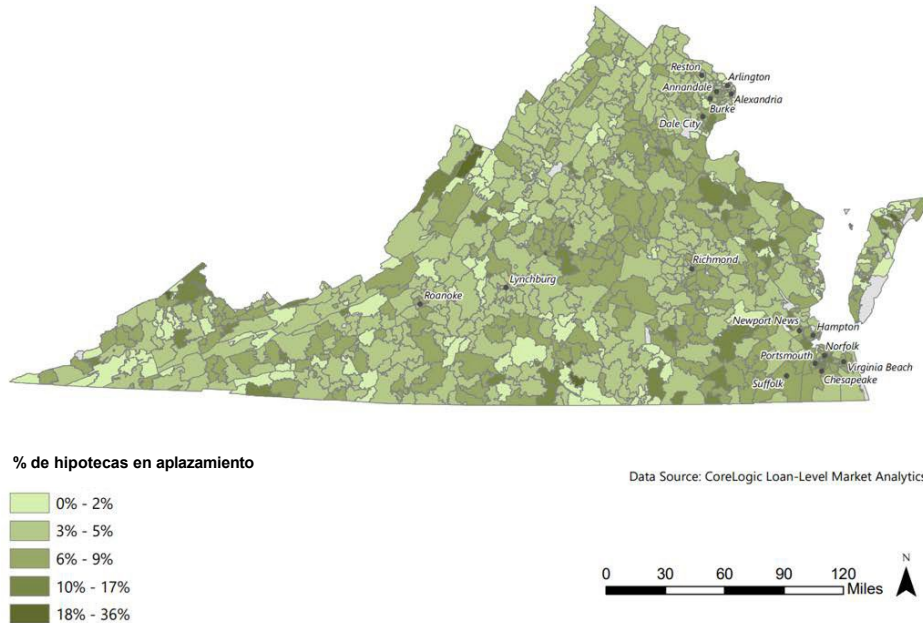 Reston
Arlington
Annandale
Alexandria
Burke
Dale City
Richmond
Lynchburg
Roanoke
Newport News
Hampton
Norfolk
Portsmouth
Virginia Beach
Suffolk
Chesapeake
% de hipotecas en aplazamiento
Data Source: CoreLogic Loan-Level Market Analytics
0% - 2%
3% - 5%
6% - 9%
10% - 17%
18% - 36%
N
0 30 60 90 120
Miles